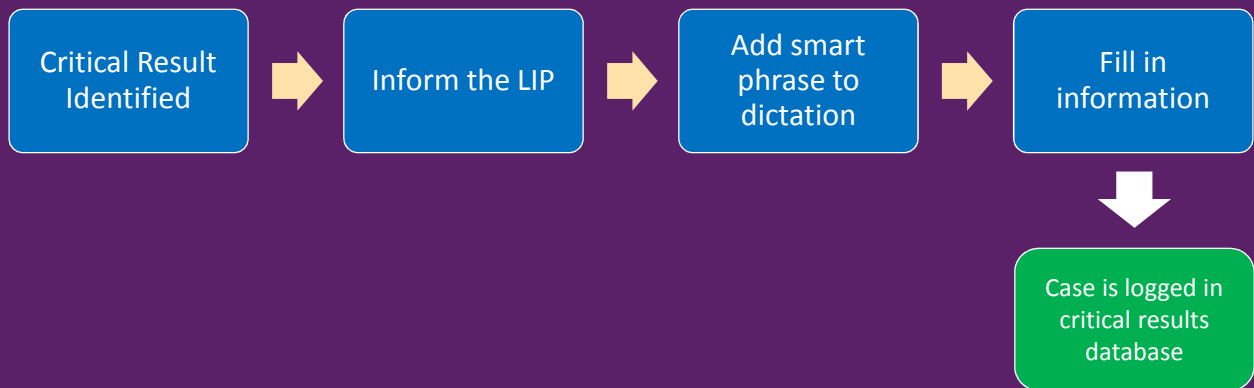 Critical Result
Identified
Inform the LIP
Add smart
phrase to
dictation
Fill in
information
Case is logged in
critical results
database